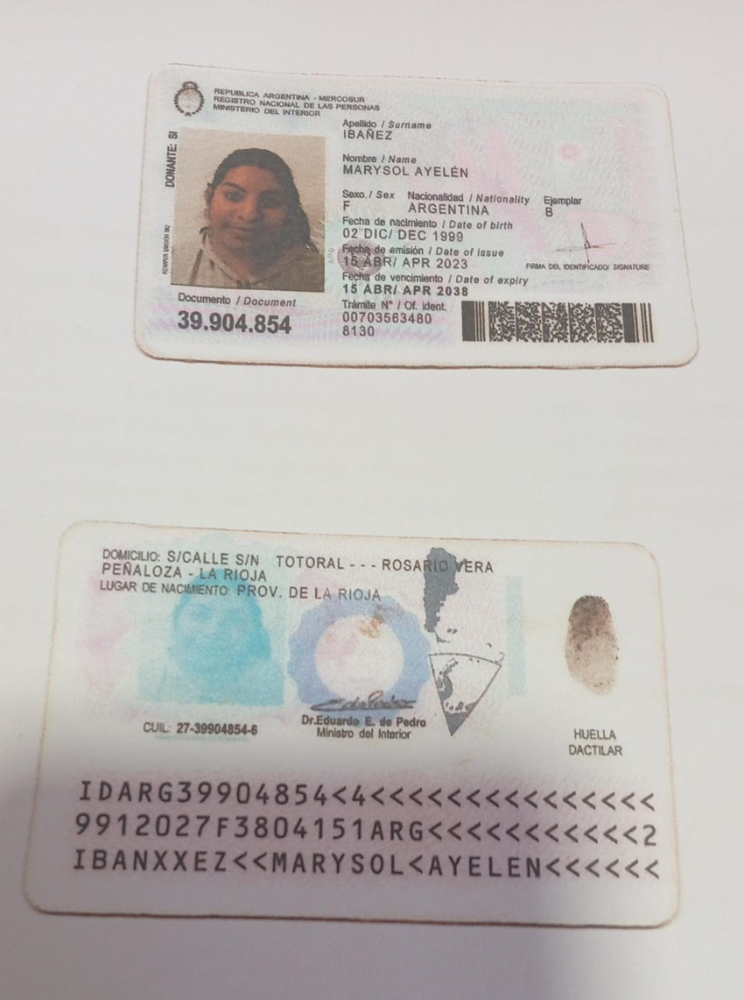 REPUBLICA ARGENTINA - MERCOSUR
REGISTRO NACIONAL DE LAS PERSONAS
MINISTERIO DEL INTERIOR
DONANTE: SI
Apellido / Surname
IBAÑEZ
Nombre / Name
MARYSOL AYELÉN
Sexo / Sex Nacionalidad / Nationality Ejemplar
F ARGENTINA B
Fecha de nacimiento / Date of birth
02 DIC/ DEC 1999
Fecha de emisión / Date of issue
15 ABR/ APR 2023
FIRMA DEL IDENTIFICADO/ SIGNATURE
Fecha de vencimiento / Date of expiry
15 ABR/ APR 2038
Documento / Document
39.904.854
Trámite N° / Of. ident.
00703563480
8130
DOMICILIO: S/CALLE S/N TOTORAL - - - ROSARIO VERA
PEÑALOZA - LA RIOJA
LUGAR DE NACIMIENTO: PROV. DE LA RIOJA
CUIL: 27-39904854-6
Dr.Eduardo E. de Pedro
Ministro del Interior
HUELLA
DACTILAR
IDARG39904854<4<<<<<<<<<<<<<<<
9912027F3804151ARG<<<<<<<<<<<2
IBANXXEZ<<MARYSOL<AYELEN<<<<<<